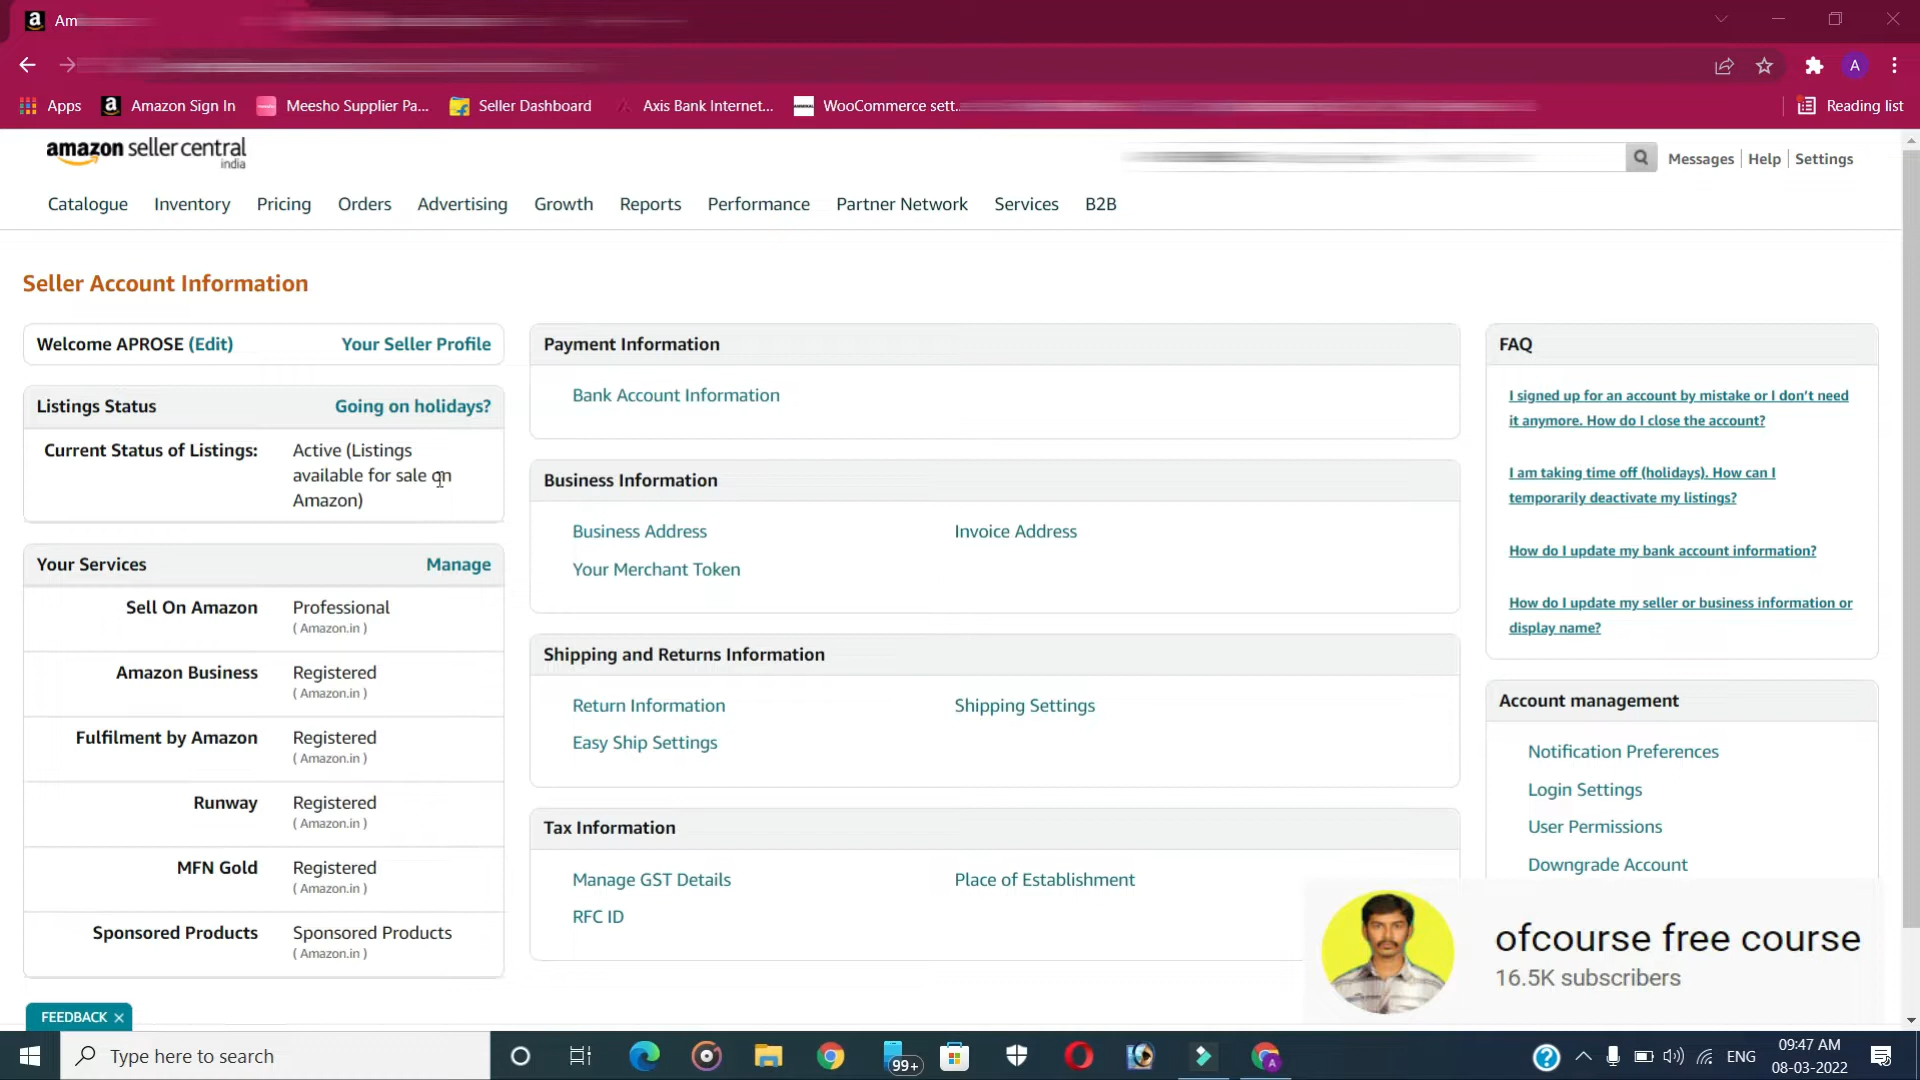 Am
Apps
Amazon Sign In
Meesho Supplier Pa...
Seller Dashboard
Axis Bank Internet...
WooCommerce sett..
Reading list
A
amazon seller central
india
Messages
Help
Settings
Catalogue
Inventory
Pricing
Orders
Advertising
Growth
Reports
Performance
Partner Network
Services
B2B
Seller Account Information
Welcome APROSE (Edit)
Your Seller Profile
Listings Status
Going on holidays?
Current Status of Listings:
Active (Listings
available for sale on
Amazon)
Your Services
Manage
Sell On Amazon
Professional
( Amazon.in )
Amazon Business
Registered
( Amazon.in )
Fulfilment by Amazon
Registered
( Amazon.in )
Runway
Registered
( Amazon.in )
MFN Gold
Registered
( Amazon.in )
Sponsored Products
Sponsored Products
( Amazon.in )
Payment Information
Bank Account Information
Business Information
Business Address
Invoice Address
Your Merchant Token
Shipping and Returns Information
Return Information
Shipping Settings
Easy Ship Settings
Tax Information
Manage GST Details
Place of Establishment
RFC ID
FAQ
I signed up for an account by mistake or I don't need
it anymore. How do I close the account?
I am taking time off (holidays). How can I
temporarily deactivate my listings?
How do I update my bank account information?
How do I update my seller or business information or
display name?
Account management
Notification Preferences
Login Settings
User Permissions
Downgrade Account
ofcourse free course
16.5K subscribers
FEEDBACK
Type here to search
99+
ENG
09:47 AM
08-03-2022